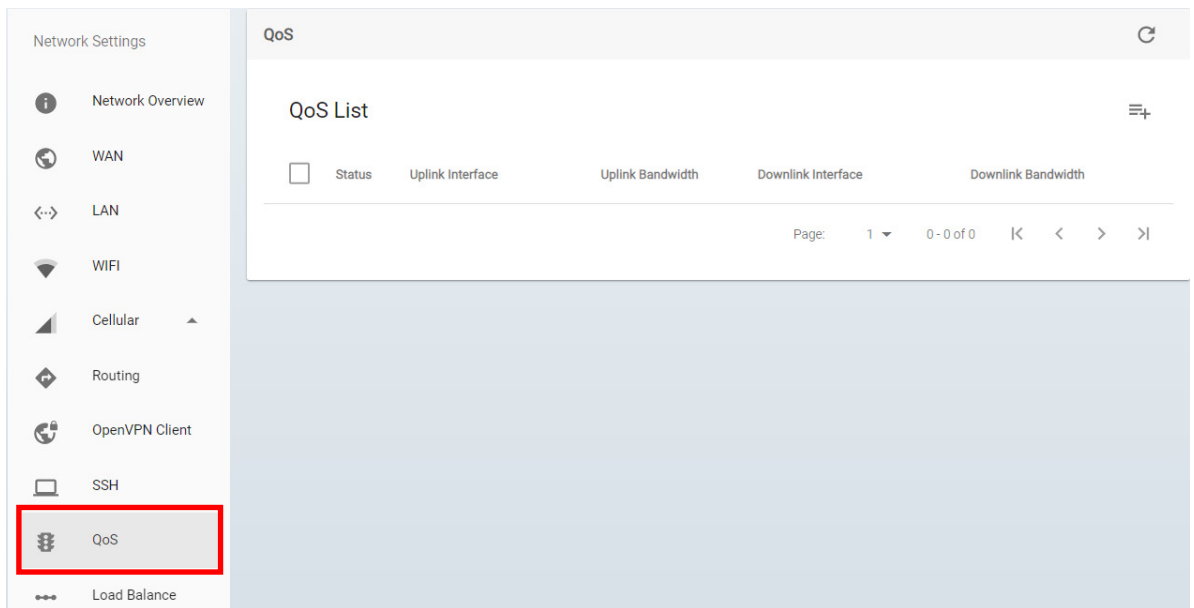 Network Settings
Network Overview
WAN
LAN
WIFI
Cellular
Routing
OpenVPN Client
SSH
QoS
Load Balance
QoS
QoS List
Status Uplink Interface Uplink Bandwidth Downlink Interface Downlink Bandwidth
Page: 1 0 - 0 of 0